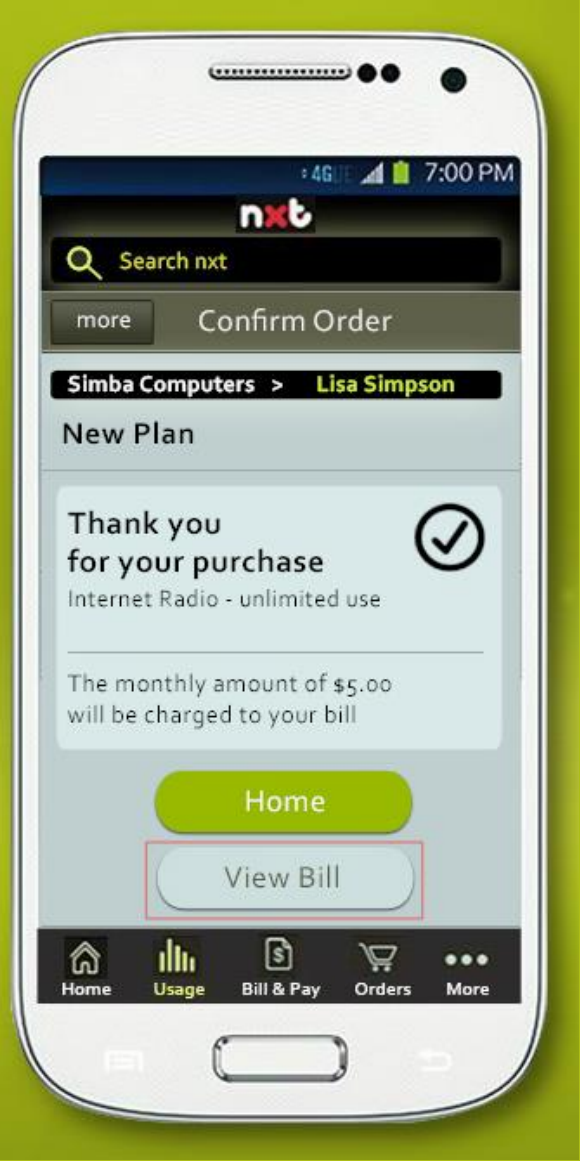 4G LTE 7:00 PM
nxt
Search nxt
more Confirm Order
Simba Computers > Lisa Simpson
New Plan
Thank you
for your purchase
Internet Radio - unlimited use
The monthly amount of $5.00
will be charged to your bill
Home
View Bill
Home Usage Bill & Pay Orders More